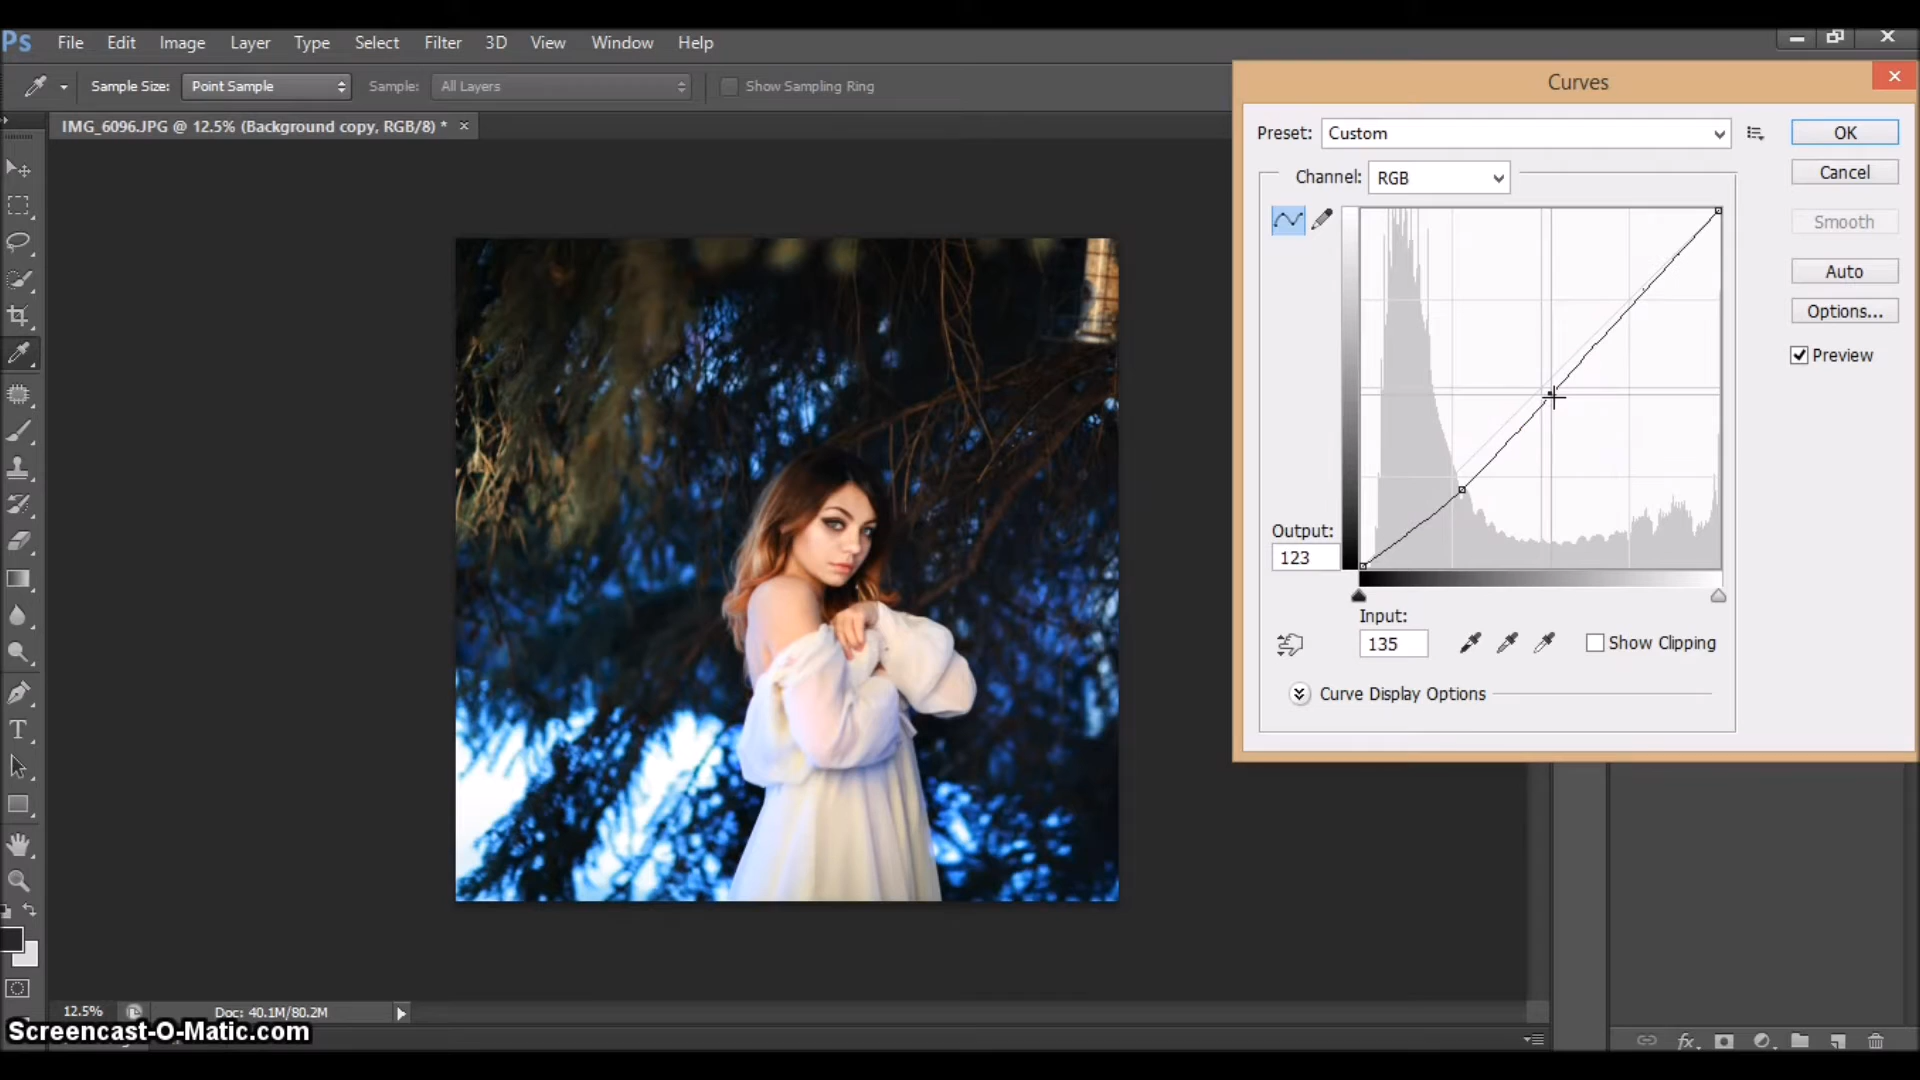 Ps File Edit Image Layer Type Select Filter 3D View Window Help
Sample Size: Point Sample Sample: All Layers Show Sampling Ring
IMG_6096.JPG @ 12.5% (Background copy, RGB/8) *
Curves
Preset: Custom
OK
Channel: RGB
Cancel
Smooth
Auto
Options...
Preview
Output:
123
Input:
135
Show Clipping
Curve Display Options
T
12.5% Doc: 40.1M/80.2M
Screencast-O-Matic.com
fx